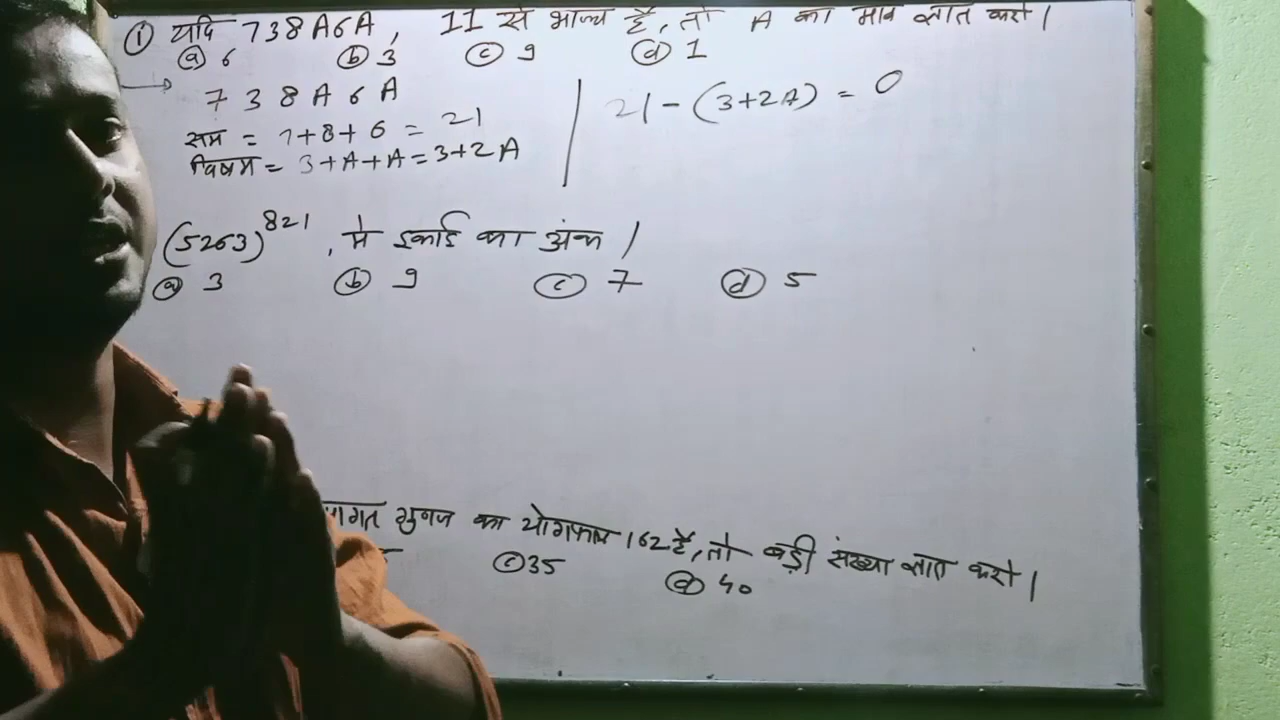 ① यदि 738A6A, 11 से भाज्य है, तो A का मान ज्ञात करो।
ⓐ 6 ⓑ 3 ⓒ 9 ⓓ 1
→ 7 3 8 A 6 A
सम = 7+8+6 = 21
विषम = 3+A+A = 3+2A
21 - (3+2A) = 0
(5263)^821, मे इकाई का अंक।
ⓐ 3 ⓑ 9 ⓒ 7 ⓓ 5
गुणज का योगफल 162 है, तो बड़ी संख्या ज्ञात करो।
ⓒ 35 ⓓ 40